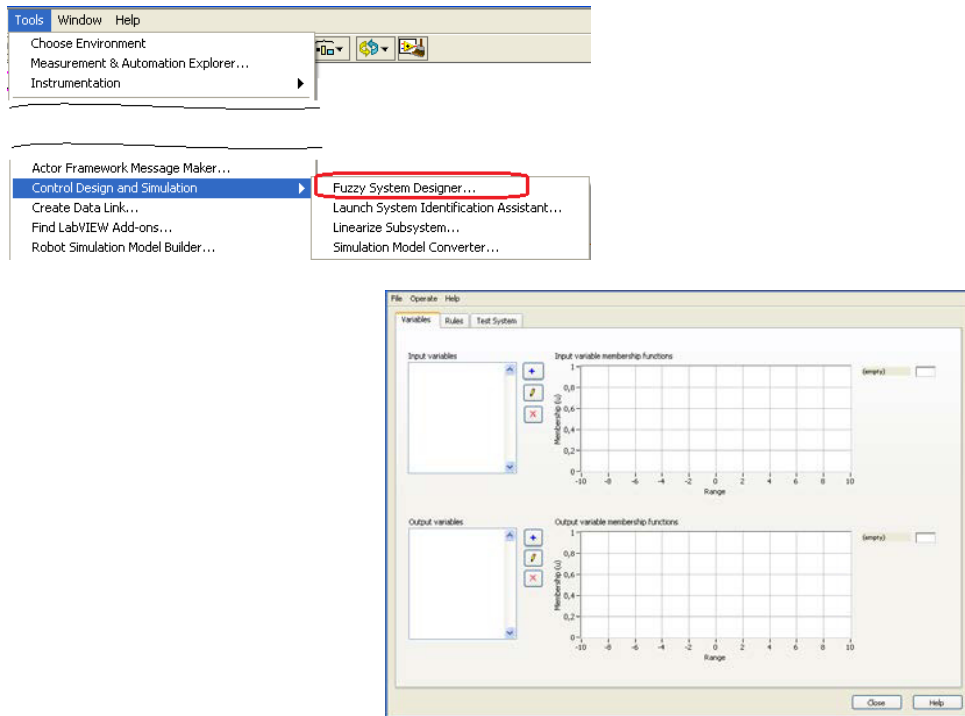 Tools Window Help
Choose Environment
Measurement & Automation Explorer...
Instrumentation
Actor Framework Message Maker...
Control Design and Simulation
Create Data Link...
Find LabVIEW Add-ons...
Robot Simulation Model Builder...
Fuzzy System Designer...
Launch System Identification Assistant...
Linearize Subsystem...
Simulation Model Converter...
File Operate Help
Variables Rules Test System
Input variables
Input variable membership functions
(empty)
Membership (u)
1
0,8
0,6
0,4
0,2
0
-10 -8 -6 -4 -2 0 2 4 6 8 10
Range
Output variables
Output variable membership functions
(empty)
Membership (u)
1
0,8
0,6
0,4
0,2
0
-10 -8 -6 -4 -2 0 2 4 6 8 10
Range
Close Help